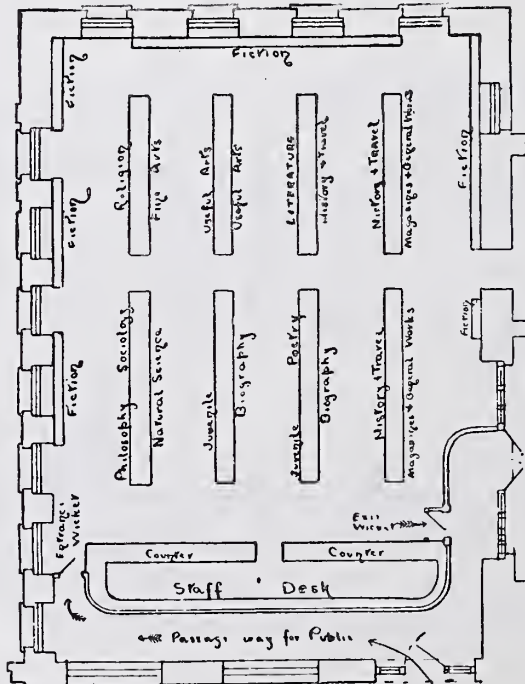 Fiction
Fiction
Fiction
Fiction
Fiction
Fiction
Religion
Fine Arts
Useful Arts
Useful Arts
LITERATURE
History & Travel
History & Travel
Magazines & General Works
Philosophy Sociology
Natural Science
Juvenile
Biography
Juvenile Poetry
Biography
History & Travel
Magazines & General Works
Entrance
Wicket
Exit
Wicket
Counter
Counter
Staff Desk
Passage way for Public